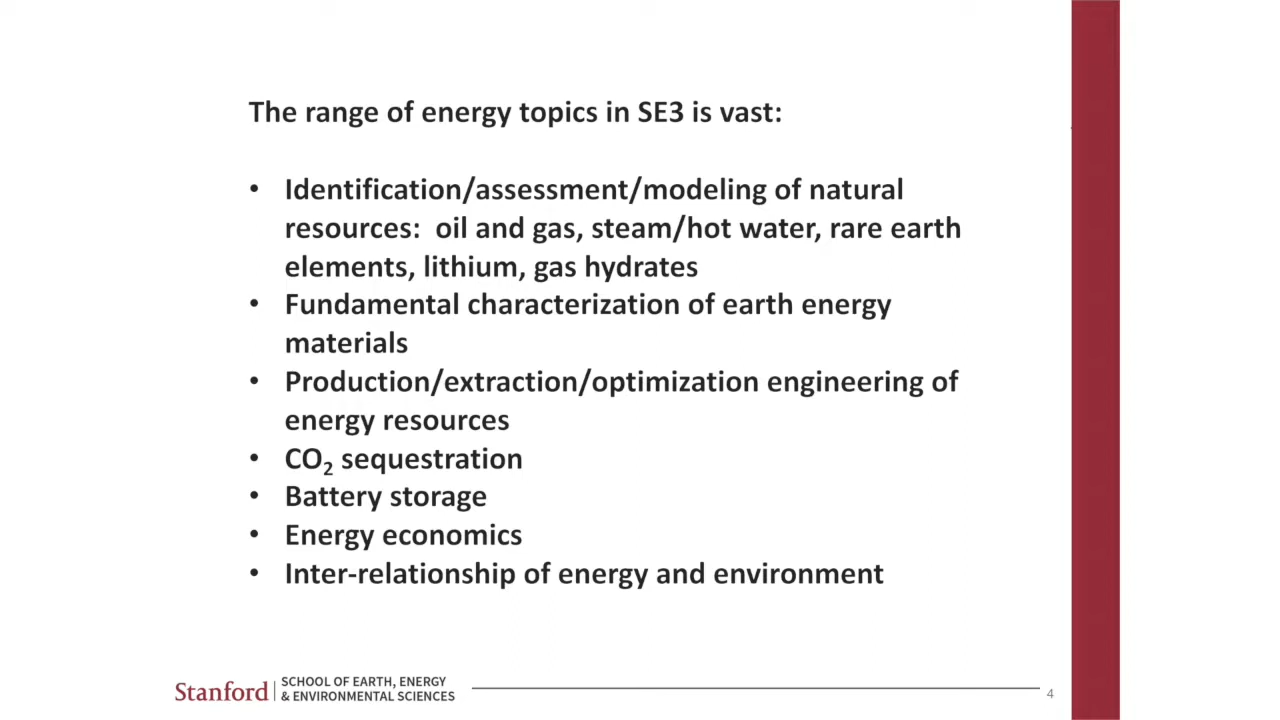 The range of energy topics in SE3 is vast:
• Identification/assessment/modeling of natural
resources:  oil and gas, steam/hot water, rare earth
elements, lithium, gas hydrates
• Fundamental characterization of earth energy
materials
• Production/extraction/optimization engineering of
energy resources
• CO₂ sequestration
• Battery storage
• Energy economics
• Inter-relationship of energy and environment
Stanford
SCHOOL OF EARTH, ENERGY
& ENVIRONMENTAL SCIENCES
4